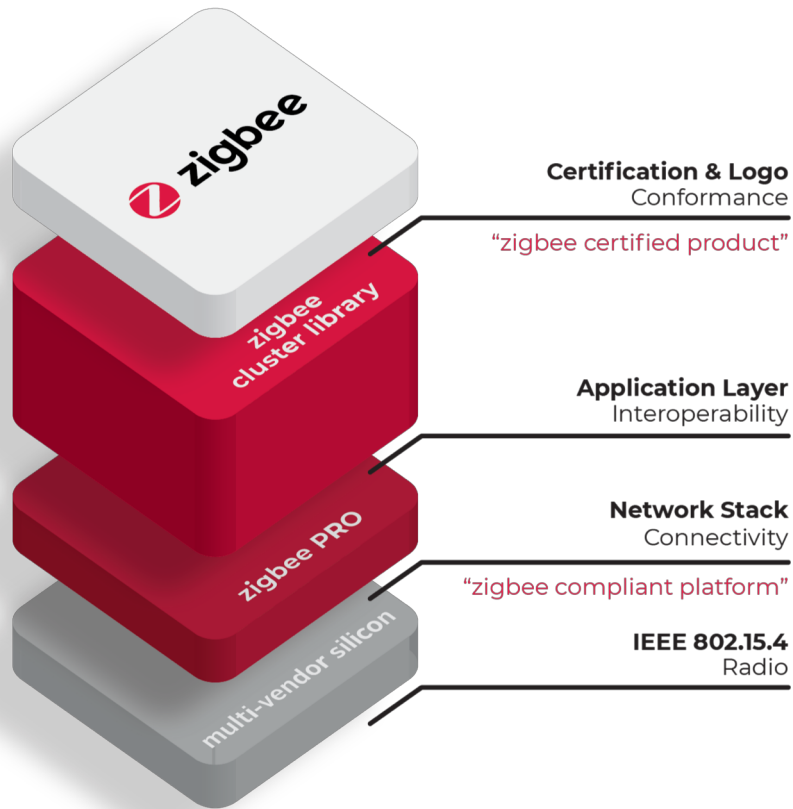 zigbee
Certification & Logo
Conformance
“zigbee certified product”
zigbee
cluster library
Application Layer
Interoperability
zigbee PRO
Network Stack
Connectivity
“zigbee compliant platform”
multi-vendor silicon
IEEE 802.15.4
Radio